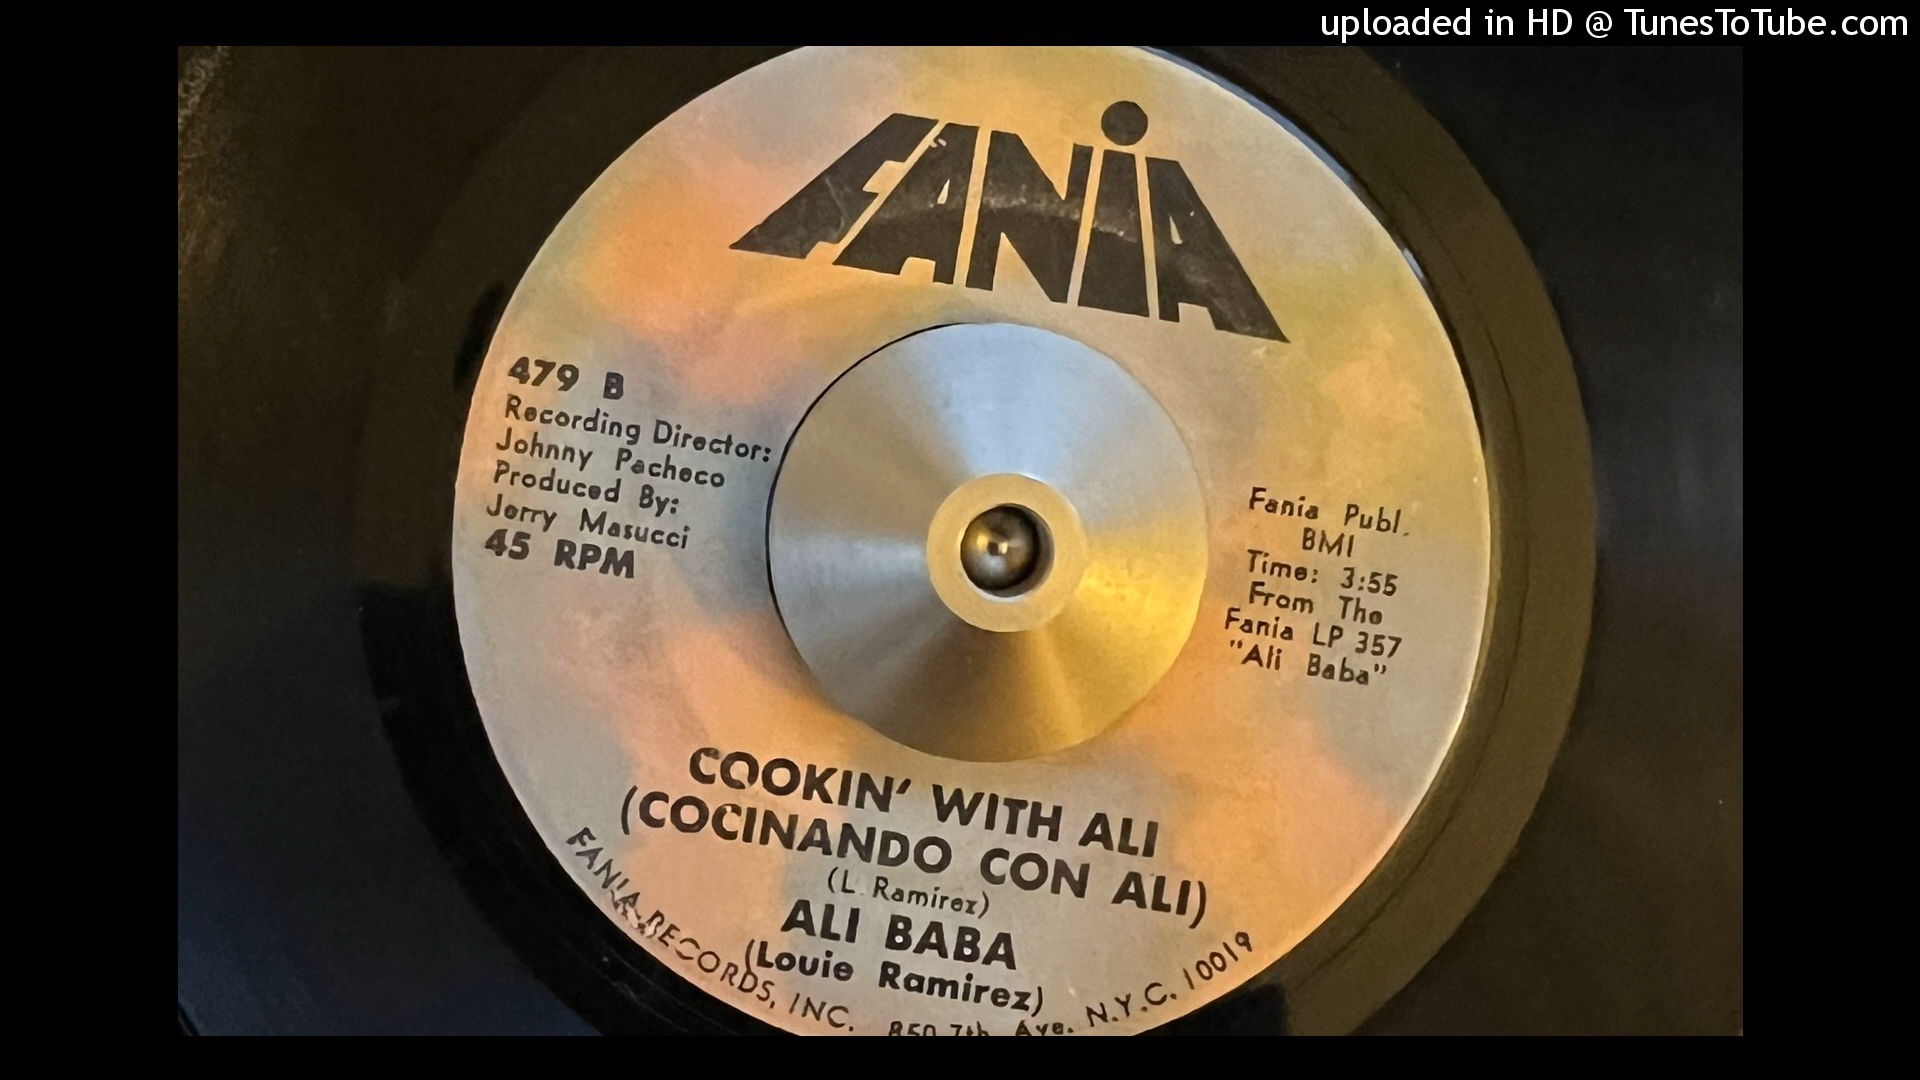 uploaded in HD @ TunesToTube.com
FANiA
479 B
Recording Director:
Johnny Pacheco
Produced By:
Jerry Masucci
45 RPM
Fania Publ.
BMI
Time: 3:55
From The
Fania LP 357
"Ali Baba"
COOKIN' WITH ALI
(COCINANDO CON ALI)
(L. Ramirez)
ALI BABA
(Louie Ramirez)
FANIA RECORDS, INC. 850 7th Ave. N.Y.C. 10019